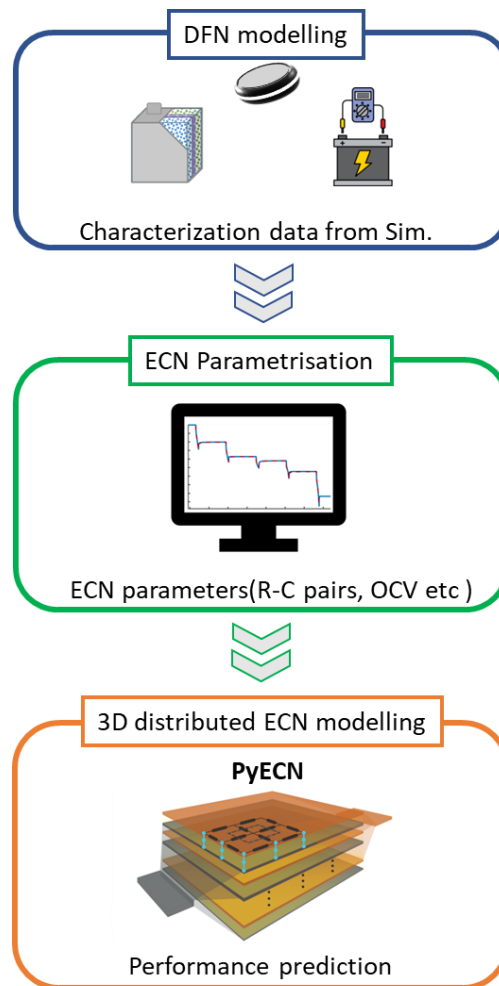 DFN modelling
Characterization data from Sim.
ECN Parametrisation
ECN parameters(R-C pairs, OCV etc )
3D distributed ECN modelling
PyECN
Performance prediction